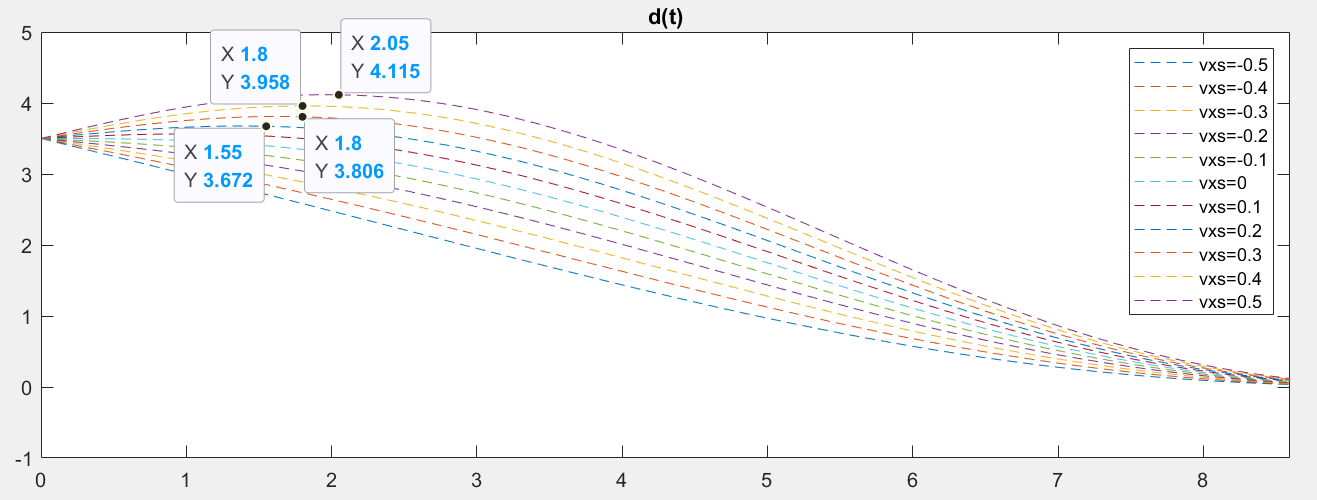 d(t)
5
4
3
2
1
0
-1
0
1
2
3
4
5
6
7
8
X 1.8
Y 3.958
X 2.05
Y 4.115
X 1.55
Y 3.672
X 1.8
Y 3.806
vxs=-0.5
vxs=-0.4
vxs=-0.3
vxs=-0.2
vxs=-0.1
vxs=0
vxs=0.1
vxs=0.2
vxs=0.3
vxs=0.4
vxs=0.5